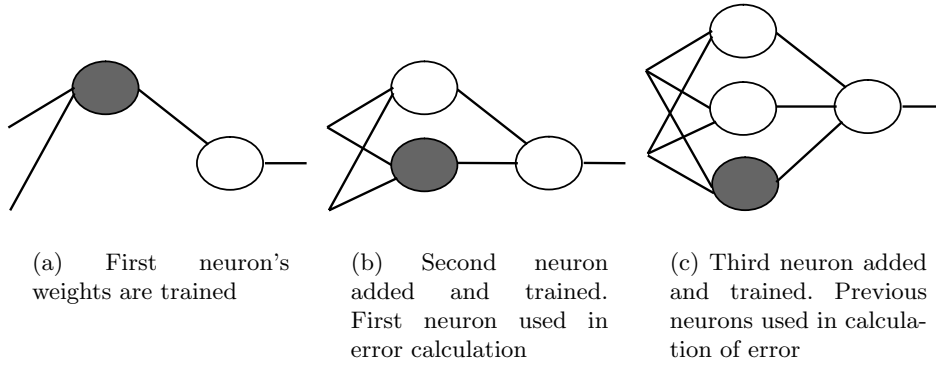 (a) First neuron's
weights are trained
(b) Second neuron
added and trained.
First neuron used in
error calculation
(c) Third neuron added
and trained. Previous
neurons used in calcula-
tion of error